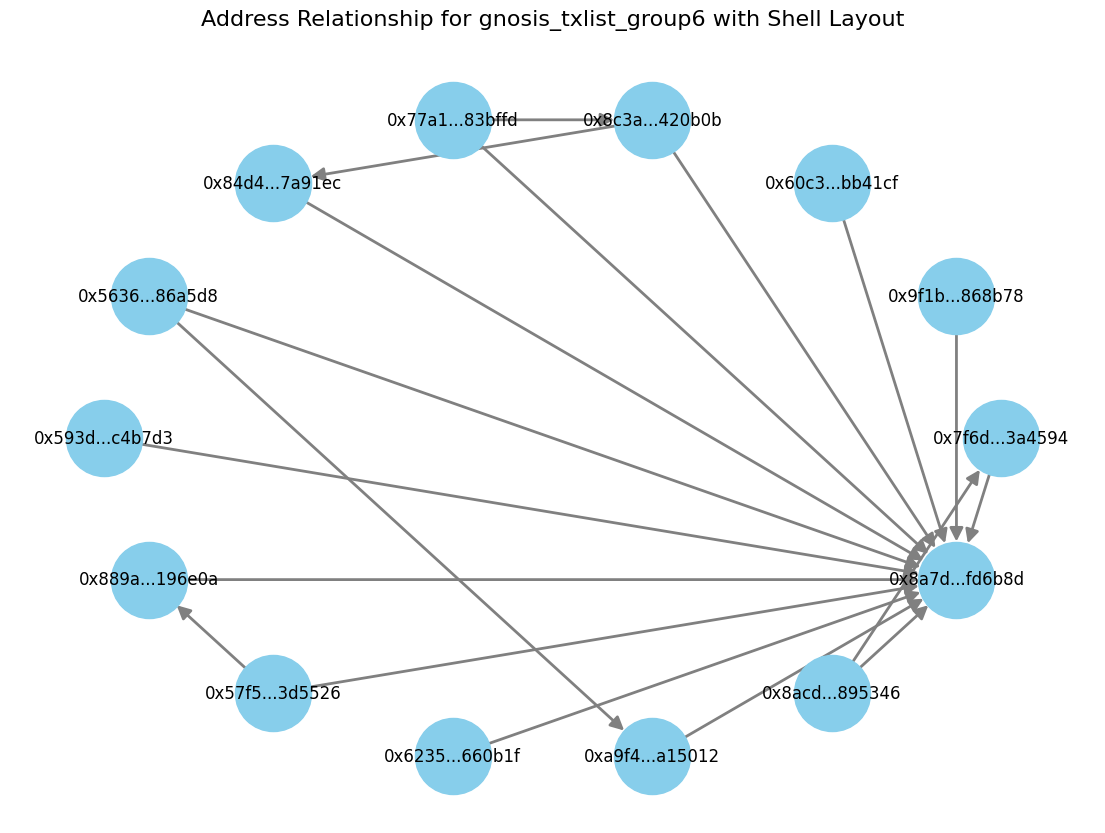 Address Relationship for gnosis_txlist_group6 with Shell Layout
0x77a1...83bffd
0x8c3a...420b0b
0x84d4...7a91ec
0x60c3...bb41cf
0x5636...86a5d8
0x9f1b...868b78
0x593d...c4b7d3
0x7f6d...3a4594
0x889a...196e0a
0x8a7d...fd6b8d
0x57f5...3d5526
0x8acd...895346
0x6235...660b1f
0xa9f4...a15012